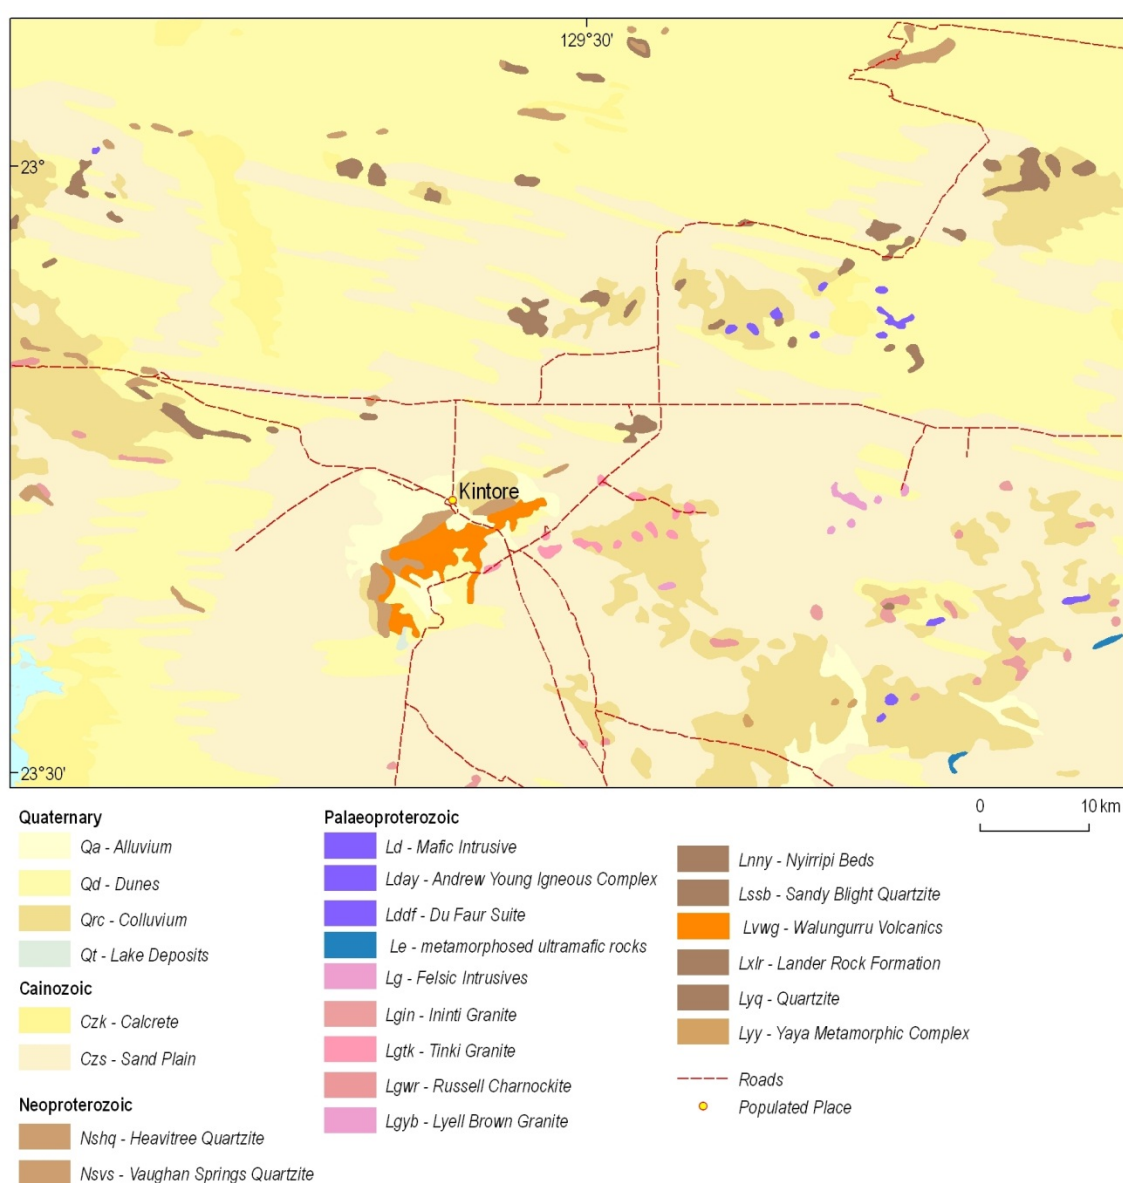 129°30'
23°
Kintore
23°30'
0 10 km
Quaternary
Qa - Alluvium
Qd - Dunes
Qrc - Colluvium
Qt - Lake Deposits
Cainozoic
Czk - Calcrete
Czs - Sand Plain
Neoproterozoic
Nshq - Heavitree Quartzite
Nsvs - Vaughan Springs Quartzite
Palaeoproterozoic
Ld - Mafic Intrusive
Lday - Andrew Young Igneous Complex
Lddf - Du Faur Suite
Le - metamorphosed ultramafic rocks
Lg - Felsic Intrusives
Lgin - Ininti Granite
Lgtk - Tinki Granite
Lgwr - Russell Charnockite
Lgyb - Lyell Brown Granite
Lnny - Nyirripi Beds
Lssb - Sandy Blight Quartzite
Lvwg - Walungurru Volcanics
Lxlr - Lander Rock Formation
Lyq - Quartzite
Lyy - Yaya Metamorphic Complex
Roads
Populated Place